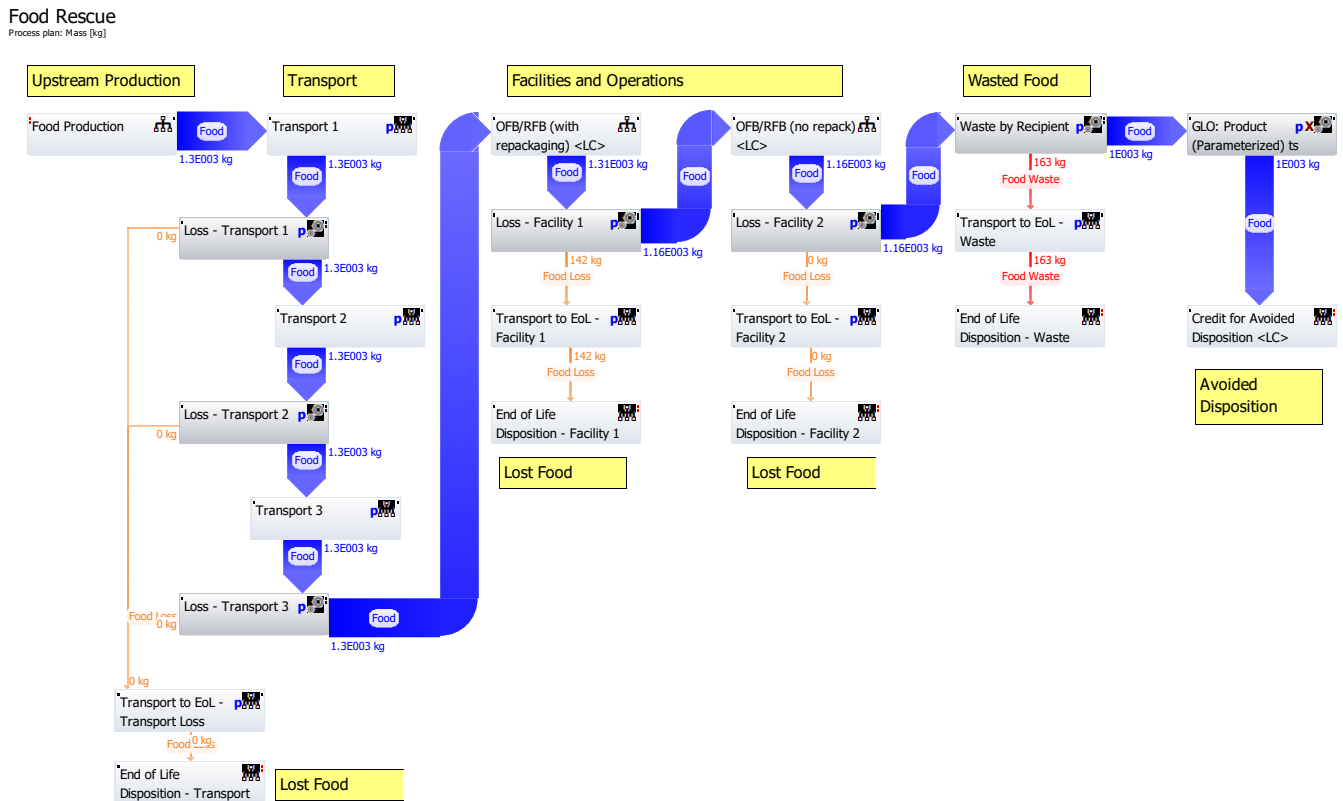 Food Rescue
Process plan: Mass [kg]
Upstream Production
Transport
Facilities and Operations
Wasted Food
Food Production
Food
1.3E003 kg
Transport 1
p
1.3E003 kg
Food
Loss - Transport 1
p
0 kg
1.3E003 kg
Food
Transport 2
p
1.3E003 kg
Food
Loss - Transport 2
p
0 kg
1.3E003 kg
Food
Transport 3
p
1.3E003 kg
Food
Loss - Transport 3
p
Food Loss
0 kg
Food
1.3E003 kg
0 kg
Transport to EoL -
Transport Loss
p
0 kg
Food Loss
End of Life
Disposition - Transport
Lost Food
OFB/RFB (with
repackaging) <LC>
1.31E003 kg
Food
Loss - Facility 1
p
Food
1.16E003 kg
142 kg
Food Loss
Transport to EoL -
Facility 1
p
142 kg
Food Loss
End of Life
Disposition - Facility 1
Lost Food
OFB/RFB (no repack)
<LC>
1.16E003 kg
Food
Loss - Facility 2
p
Food
1.16E003 kg
0 kg
Food Loss
Transport to EoL -
Facility 2
p
0 kg
Food Loss
End of Life
Disposition - Facility 2
Lost Food
Waste by Recipient
p
Food
1E003 kg
163 kg
Food Waste
Transport to EoL -
Waste
p
163 kg
Food Waste
End of Life
Disposition - Waste
GLO: Product
(Parameterized) ts
p X
1E003 kg
Food
Credit for Avoided
Disposition <LC>
Avoided
Disposition